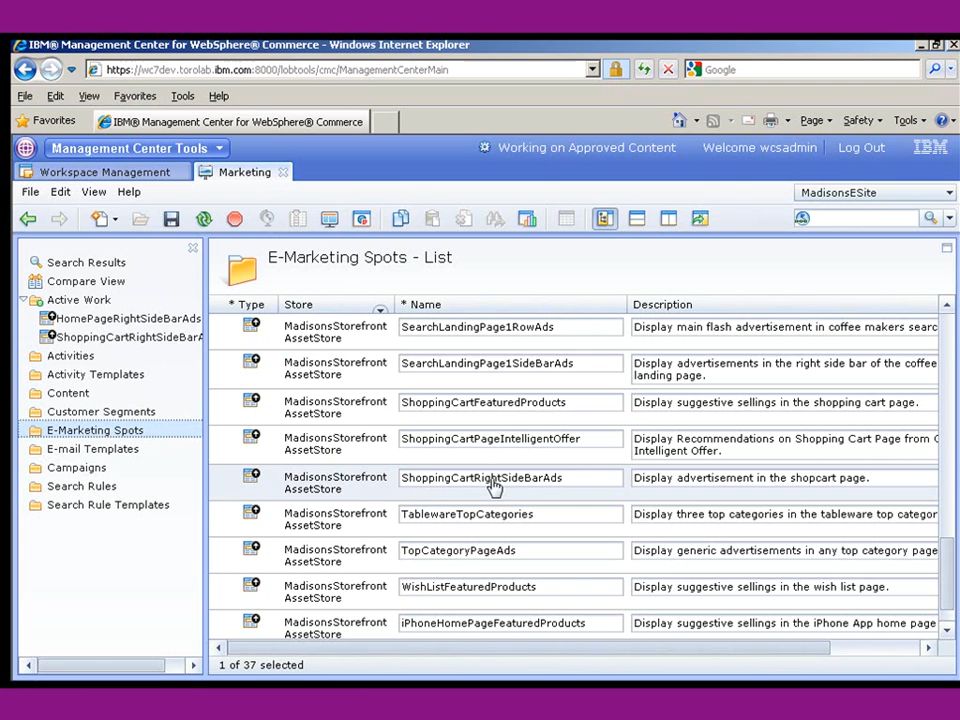 IBM® Management Center for WebSphere® Commerce - Windows Internet Explorer
https://wc7dev.torolab.ibm.com:8000/lobtools/cmc/ManagementCenterMain
Google
File Edit View Favorites Tools Help
Favorites
IBM® Management Center for WebSphere® Commerce
Page Safety Tools
Management Center Tools
Working on Approved Content
Welcome wcsadmin
Log Out
IBM
Workspace Management
Marketing
File Edit View Help
MadisonsESite
Search Results
Compare View
Active Work
HomePageRightSideBarAds
ShoppingCartRightSideBarA
Activities
Activity Templates
Content
Customer Segments
E-Marketing Spots
E-mail Templates
Campaigns
Search Rules
Search Rule Templates
E-Marketing Spots - List
* Type Store * Name Description
MadisonsStorefront SearchLandingPage1RowAds Display main flash advertisement in coffee makers searc
AssetStore
MadisonsStorefront SearchLandingPage1SideBarAds Display advertisements in the right side bar of the coffee
AssetStore landing page.
MadisonsStorefront ShoppingCartFeaturedProducts Display suggestive sellings in the shopping cart page.
AssetStore
MadisonsStorefront ShoppingCartPageIntelligentOffer Display Recommendations on Shopping Cart Page from
AssetStore Intelligent Offer.
MadisonsStorefront ShoppingCartRightSideBarAds Display advertisement in the shopcart page.
AssetStore
MadisonsStorefront TablewareTopCategories Display three top categories in the tableware top categor
AssetStore
MadisonsStorefront TopCategoryPageAds Display generic advertisements in any top category page
AssetStore
MadisonsStorefront WishListFeaturedProducts Display suggestive sellings in the wish list page.
AssetStore
MadisonsStorefront iPhoneHomePageFeaturedProducts Display suggestive sellings in the iPhone App home page
AssetStore
1 of 37 selected